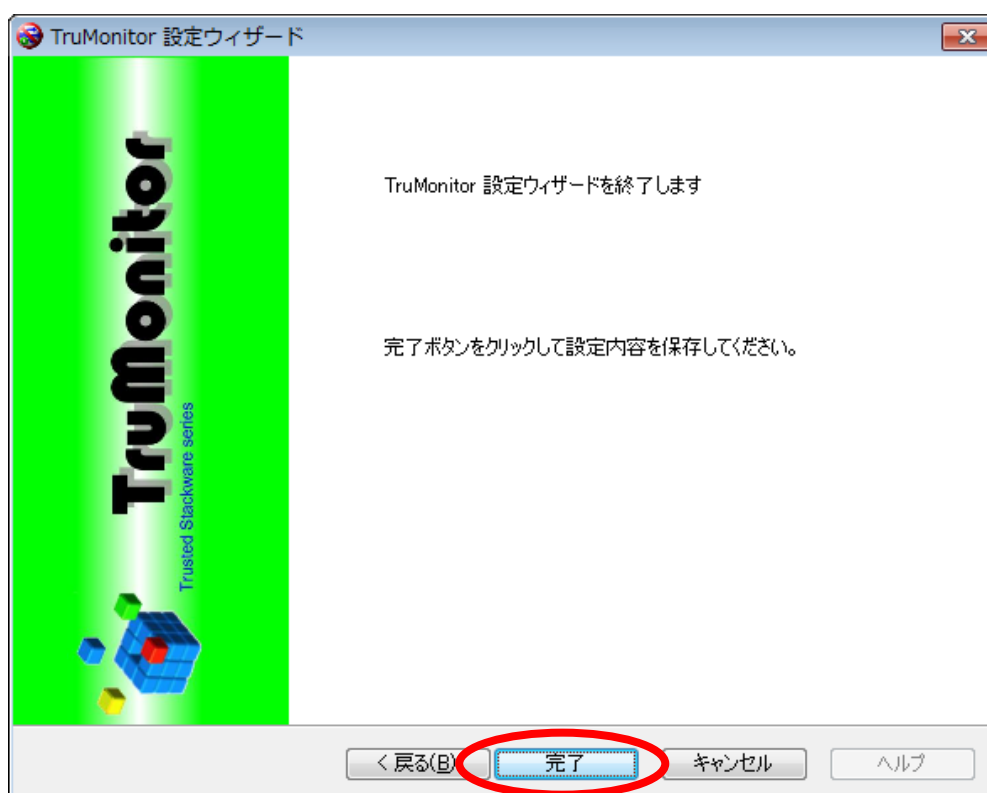 TruMonitor 設定ウィザード
TruMonitor
Trusted Stackware series
TruMonitor 設定ウィザードを終了します
完了ボタンをクリックして設定内容を保存してください。
< 戻る(B)
完了
キャンセル
ヘルプ